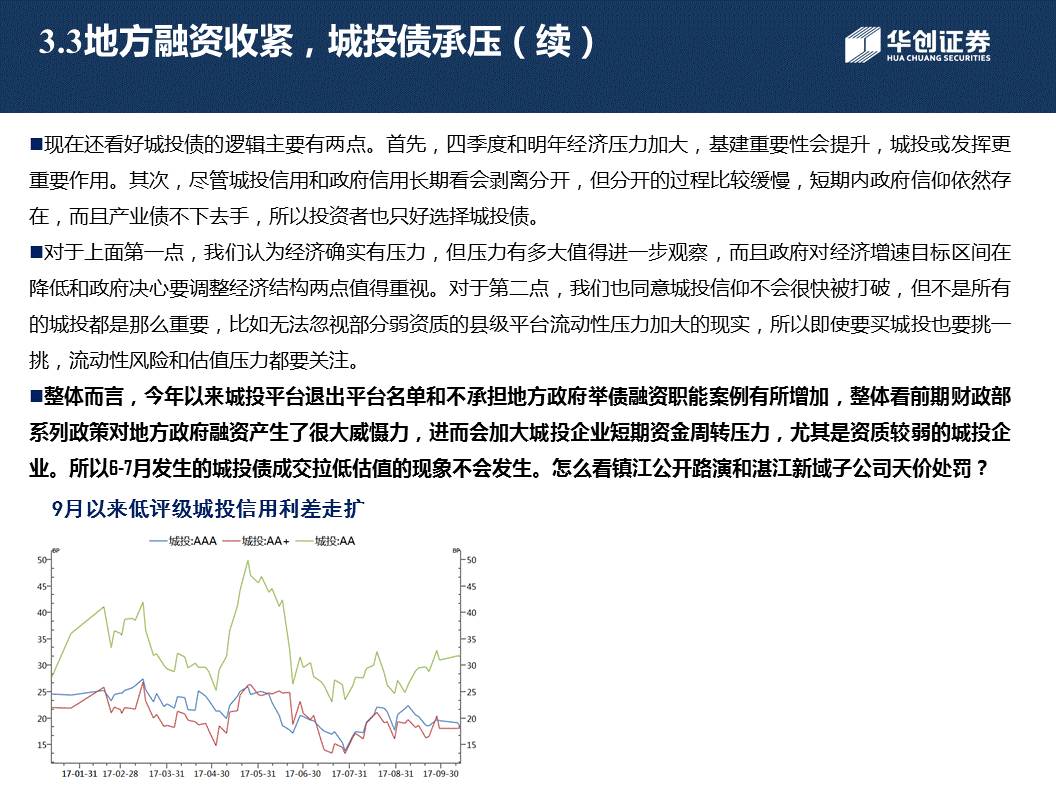 3.3地方融资收紧，城投债承压（续）
华创证券
HUA CHUANG SECURITIES
■现在还看好城投债的逻辑主要有两点。首先，四季度和明年经济压力加大，基建重要性会提升，城投或发挥更
重要作用。其次，尽管城投信用和政府信用长期看会剥离分开，但分开的过程比较缓慢，短期内政府信仰依然存
在，而且产业债不下去手，所以投资者也只好选择城投债。
■对于上面第一点，我们认为经济确实有压力，但压力有多大值得进一步观察，而且政府对经济增速目标区间在
降低和政府决心要调整经济结构两点值得重视。对于第二点，我们也同意城投信仰不会很快被打破，但不是所有
的城投都是那么重要，比如无法忽视部分弱资质的县级平台流动性压力加大的现实，所以即使要买城投也要挑一
挑，流动性风险和估值压力都要关注。
■整体而言，今年以来城投平台退出平台名单和不承担地方政府举债融资职能案例有所增加，整体看前期财政部
系列政策对地方政府融资产生了很大威慑力，进而会加大城投企业短期资金周转压力，尤其是资质较弱的城投企
业。所以6-7月发生的城投债成交拉低估值的现象不会发生。怎么看镇江公开路演和湛江新域子公司天价处罚？
9月以来低评级城投信用利差走扩
城投:AAA 城投:AA+ 城投:AA
BP BP
50 50
45 45
40 40
35 35
30 30
25 25
20 20
15 15
17-01-31 17-02-28 17-03-31 17-04-30 17-05-31 17-06-30 17-07-31 17-08-31 17-09-30